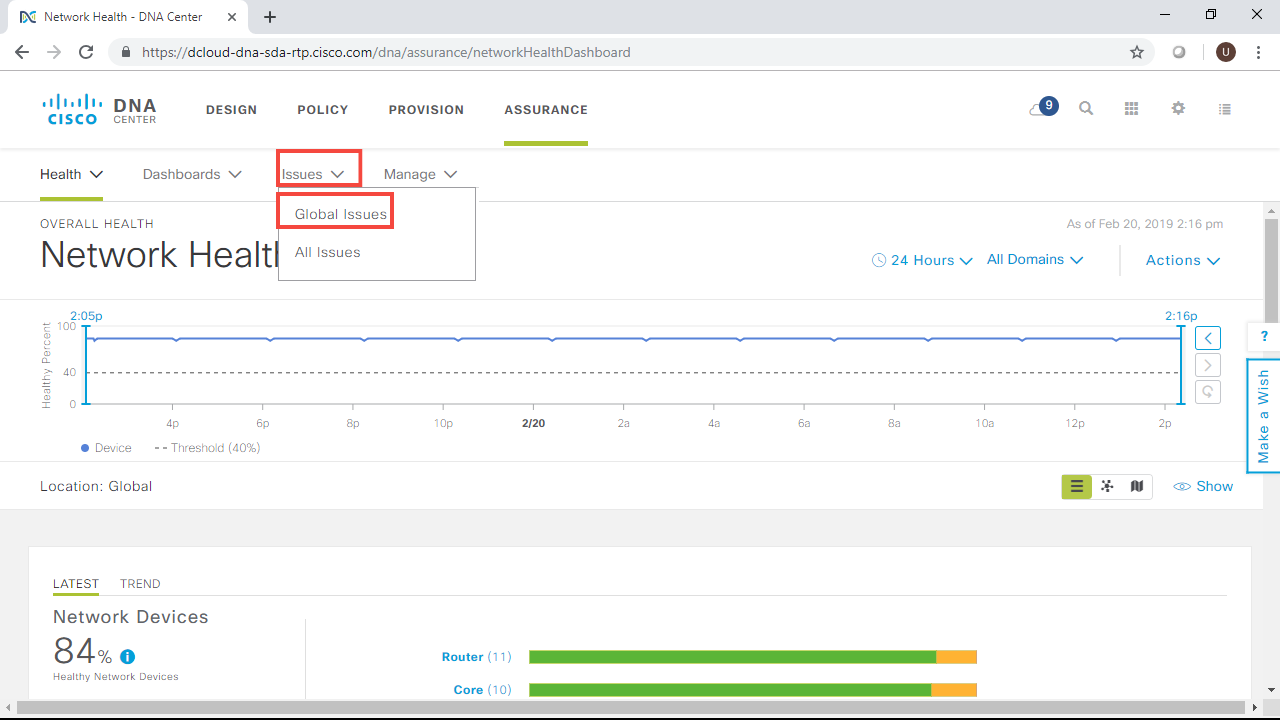 Network Health - DNA Center
https://dcloud-dna-sda-rtp.cisco.com/dna/assurance/networkHealthDashboard
U
CISCO
DNA
CENTER
DESIGN
POLICY
PROVISION
ASSURANCE
9
Health
Dashboards
Issues
Manage
Global Issues
All Issues
OVERALL HEALTH
As of Feb 20, 2019 2:16 pm
Network Healt
24 Hours
All Domains
Actions
2:05p
2:16p
Healthy Percent
100
40
0
4p
6p
8p
10p
2/20
2a
4a
6a
8a
10a
12p
2p
Device
Threshold (40%)
?
Make a Wish
Location: Global
Show
LATEST
TREND
Network Devices
84%
i
Healthy Network Devices
Router (11)
Core (10)